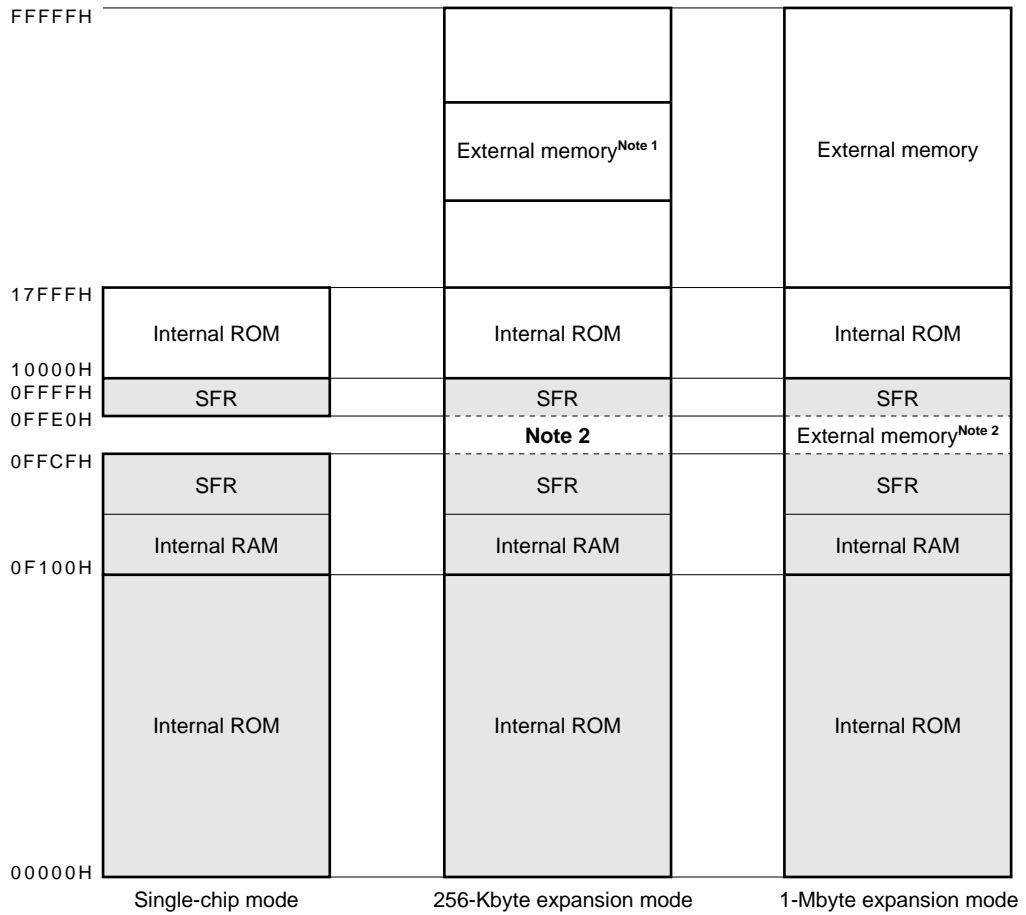 FFFFFH
External memoryNote 1
External memory
17FFFH
Internal ROM
Internal ROM
Internal ROM
10000H
0FFFFH
SFR
SFR
SFR
0FFE0H
Note 2
External memoryNote 2
0FFCFH
SFR
SFR
SFR
Internal RAM
Internal RAM
Internal RAM
0F100H
Internal ROM
Internal ROM
Internal ROM
00000H
Single-chip mode
256-Kbyte expansion mode
1-Mbyte expansion mode